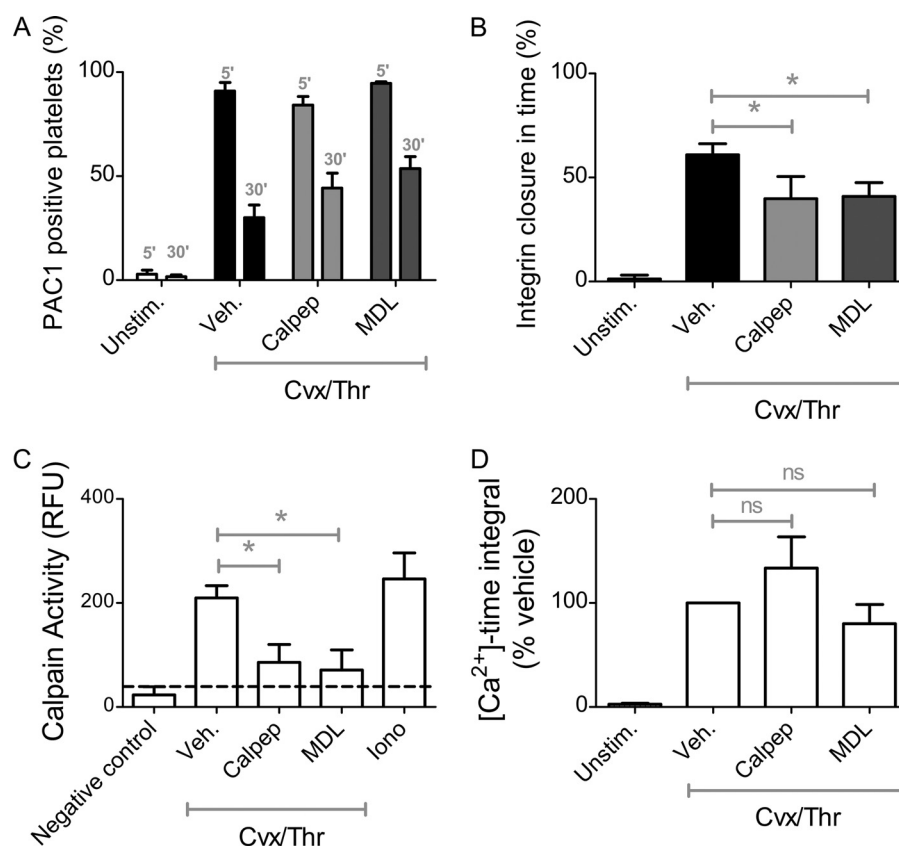 A
PAC1 positive platelets (%)
100
50
0
5'
30'
5'
30'
5'
30'
5'
30'
Unstim.
Veh.
Calpep
MDL
Cvx/Thr
B
Integrin closure in time (%)
100
50
0
*
*
Unstim.
Veh.
Calpep
MDL
Cvx/Thr
C
Calpain Activity (RFU)
400
200
0
*
*
Negative control
Veh.
Calpep
MDL
Iono
Cvx/Thr
D
[Ca²⁺]-time integral
(% vehicle)
200
100
0
ns
ns
Unstim.
Veh.
Calpep
MDL
Cvx/Thr